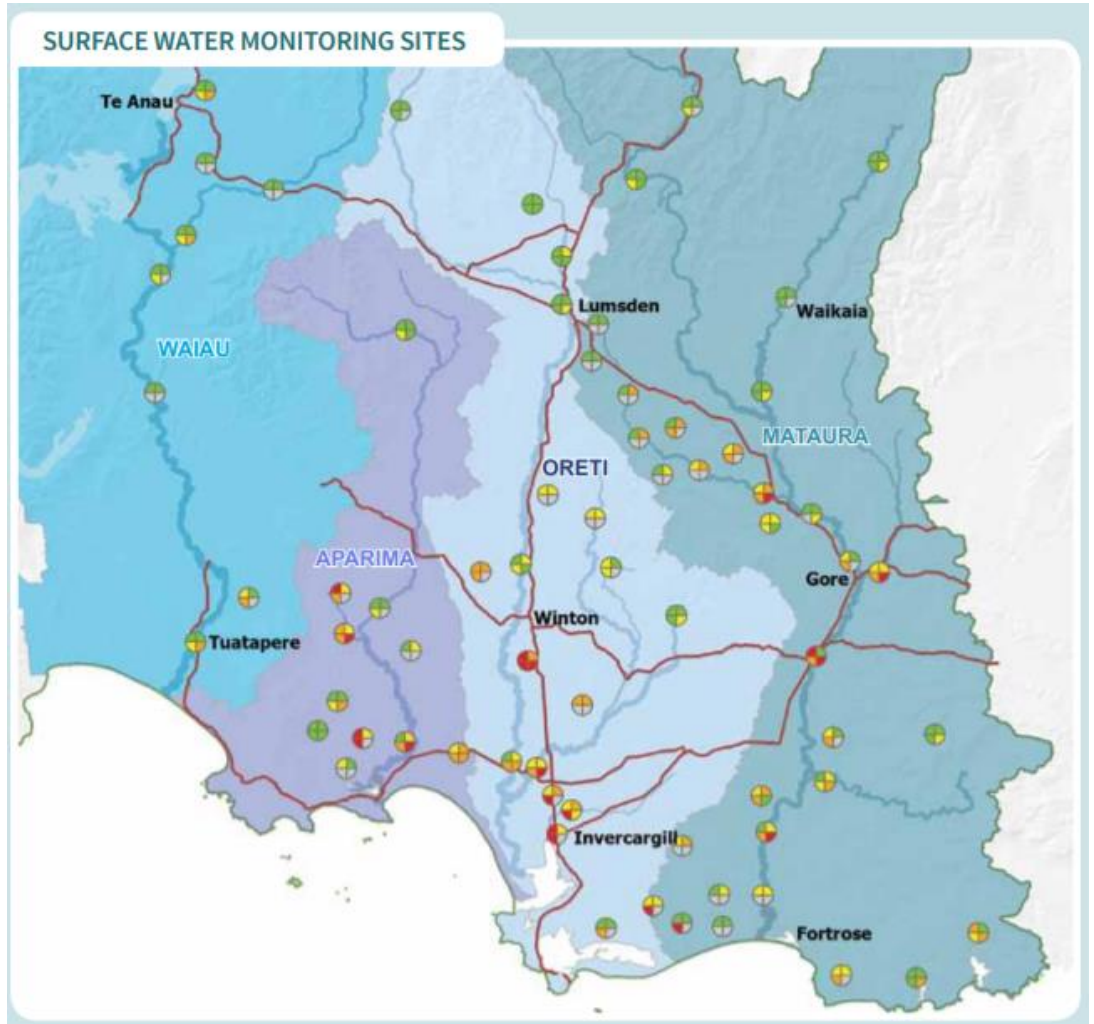 SURFACE WATER MONITORING SITES
Te Anau
Lumsden
Waikaia
WAIAU
MATAURA
ORETI
APARIMA
Gore
Winton
Tuatapere
Invercargill
Fortrose